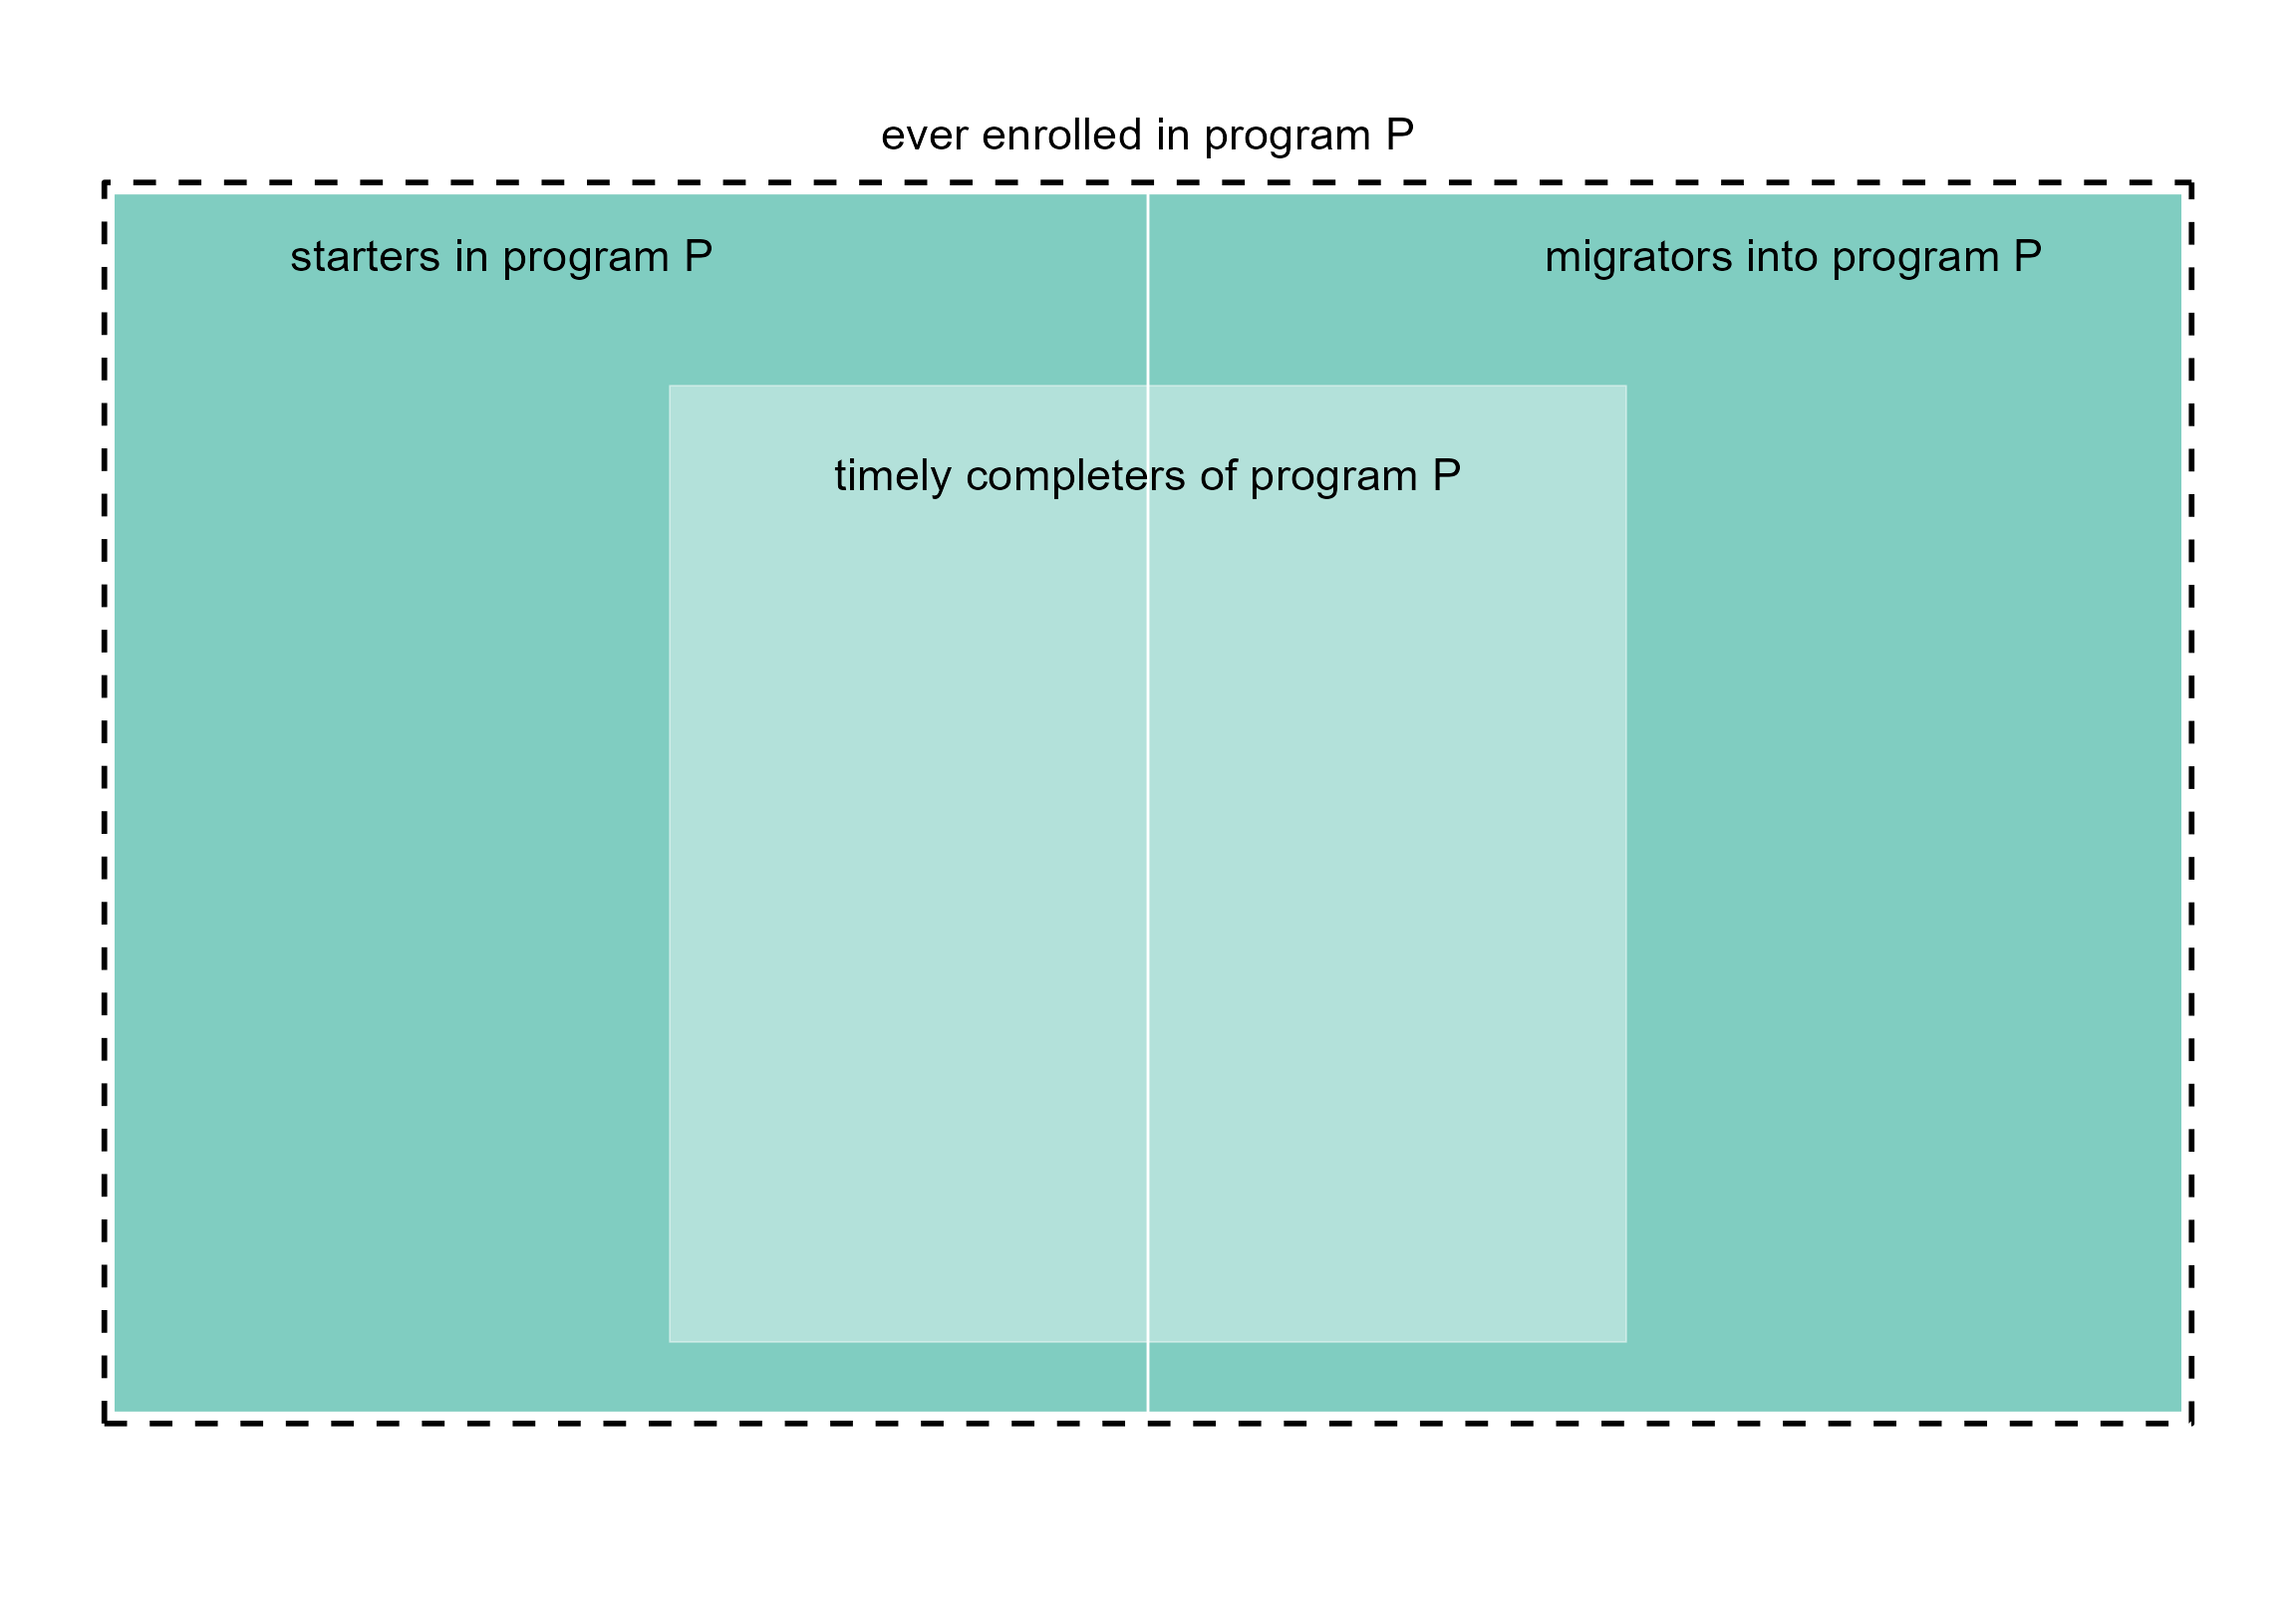 ever enrolled in program P
starters in program P
migrators into program P
timely completers of program P